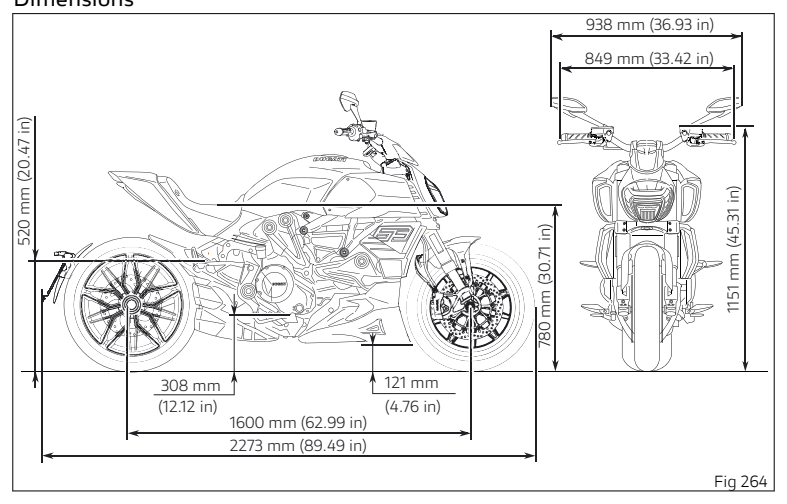 Dimensions
938 mm (36.93 in)
849 mm (33.42 in)
520 mm (20.47 in)
DUCATI
780 mm (30.71 in)
1151 mm (45.31 in)
308 mm
(12.12 in)
121 mm
(4.76 in)
1600 mm (62.99 in)
2273 mm (89.49 in)
Fig 264